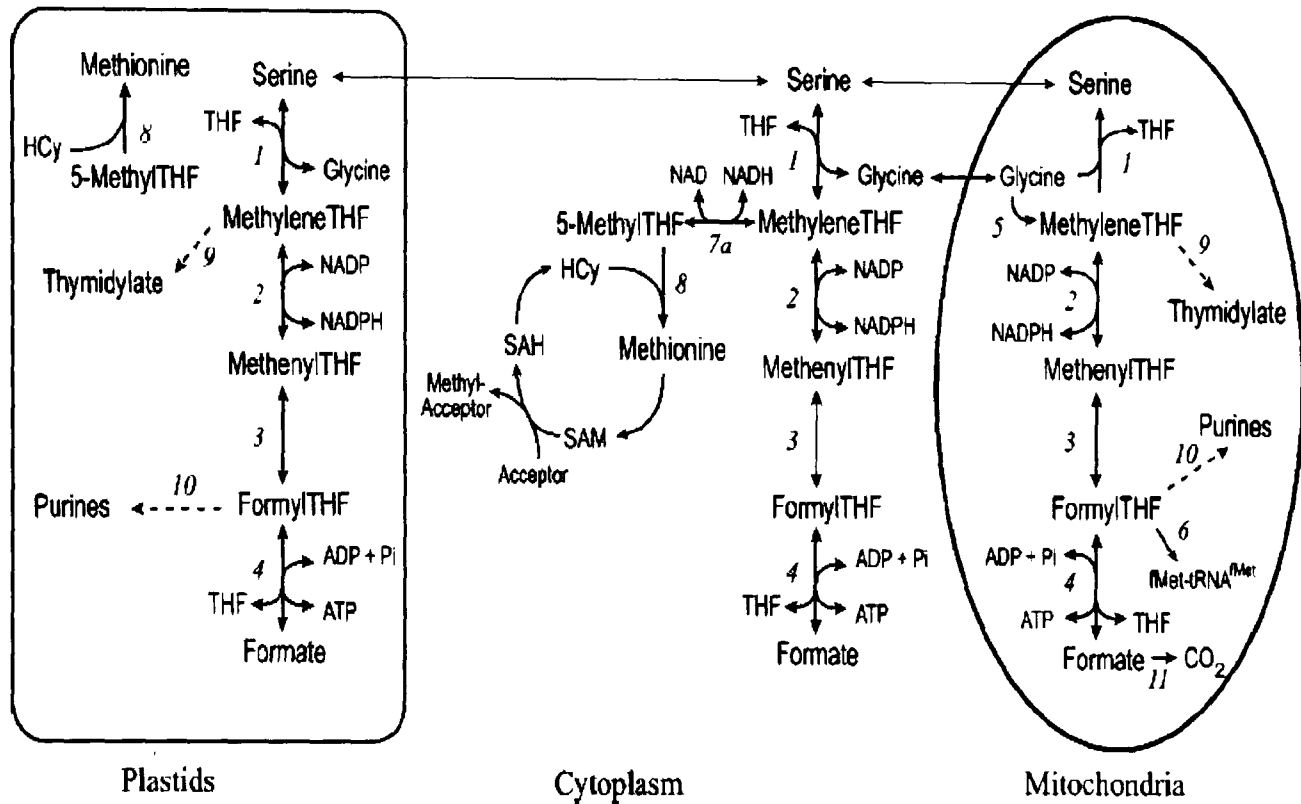 Methionine
HCy
8
5-MethylTHF
Serine
THF
1
Glycine
MethyleneTHF
9
Thymidylate
NADP
2
NADPH
MethenylTHF
3
Purines
10
FormylTHF
ADP + Pi
4
THF
ATP
Formate
Plastids
NAD
NADH
5-MethylTHF
7a
HCy
8
SAH
Methionine
Methyl-
Acceptor
SAM
Acceptor
Serine
THF
1
Glycine
MethyleneTHF
NADP
2
NADPH
MethenylTHF
3
FormylTHF
ADP + Pi
4
THF
ATP
Formate
Cytoplasm
Serine
THF
1
Glycine
5
MethyleneTHF
9
Thymidylate
NADP
2
NADPH
MethenylTHF
3
Purines
10
FormylTHF
6
fMet-tRNAfMet
ADP + Pi
4
ATP
THF
Formate
CO2
11
Mitochondria